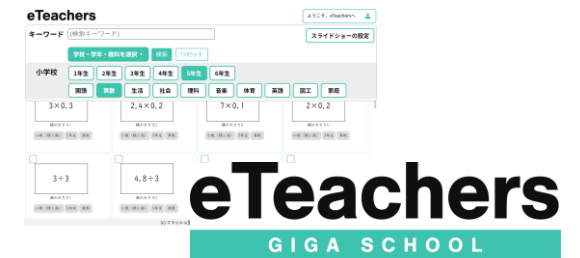 eTeachers
ようこそ、eTeachersへ
キーワード (検索キーワード)
スライドショーの設定
学校・学年・教科を選択 検索 リセット
小学校 1年生 2年生 3年生 4年生 5年生 6年生
国語 算数 生活 社会 理科 音楽 体育 英語 図工 家庭
3×0.3 2.4×0.2 7×0.1 2×0.2
3÷3 4.8÷3
eTeachers
GIGA SCHOOL